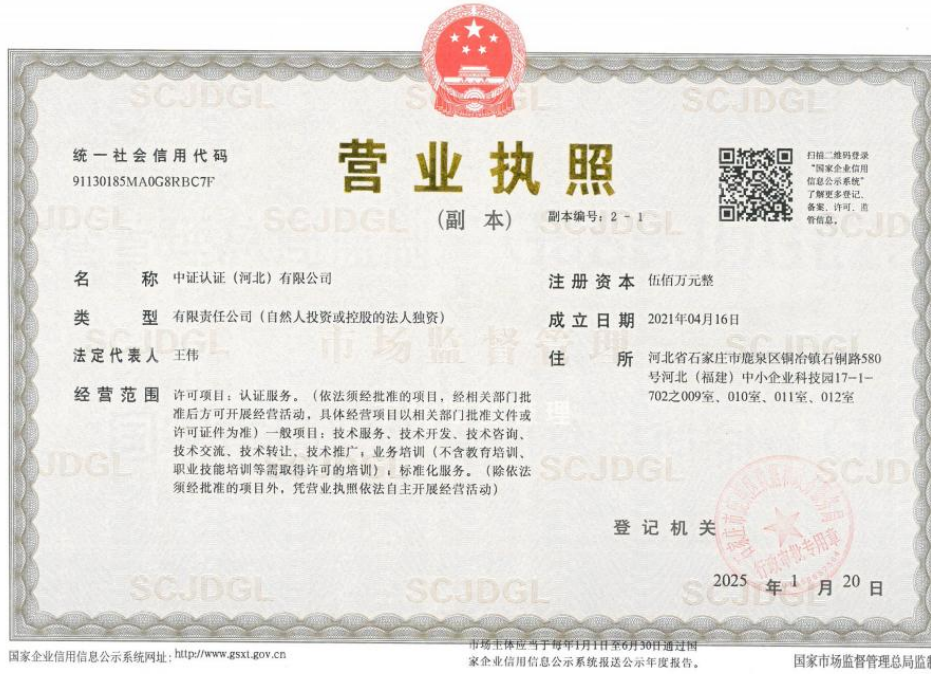 统一社会信用代码
91130185MA0G8RBC7F
营业执照
(副 本)
副本编号：2 - 1
扫描二维码登录
“国家企业信用
信息公示系统”
了解更多登记、
备案、许可、监
管信息。
名 称 中证认证（河北）有限公司
类 型 有限责任公司（自然人投资或控股的法人独资）
法定代表人 王伟
经营范围 许可项目：认证服务。（依法须经批准的项目，经相关部门批
准后方可开展经营活动，具体经营项目以相关部门批准文件或
许可证件为准）一般项目：技术服务、技术开发、技术咨询、
技术交流、技术转让、技术推广；业务培训（不含教育培训、
职业技能培训等需取得许可的培训）；标准化服务。（除依法
须经批准的项目外，凭营业执照依法自主开展经营活动）
注册资本 伍佰万元整
成立日期 2021年04月16日
住 所 河北省石家庄市鹿泉区铜冶镇石铜路580
号河北（福建）中小企业科技园17-1-
702之009室、010室、011室、012室
登记机关
行政审批专用章
2025 年 1 月 20 日
SCJDGL
市场监督管理
国家企业信用信息公示系统网址：http://www.gsxt.gov.cn
市场主体应当于每年1月1日至6月30日通过国
家企业信用信息公示系统报送公示年度报告。
国家市场监督管理总局监制